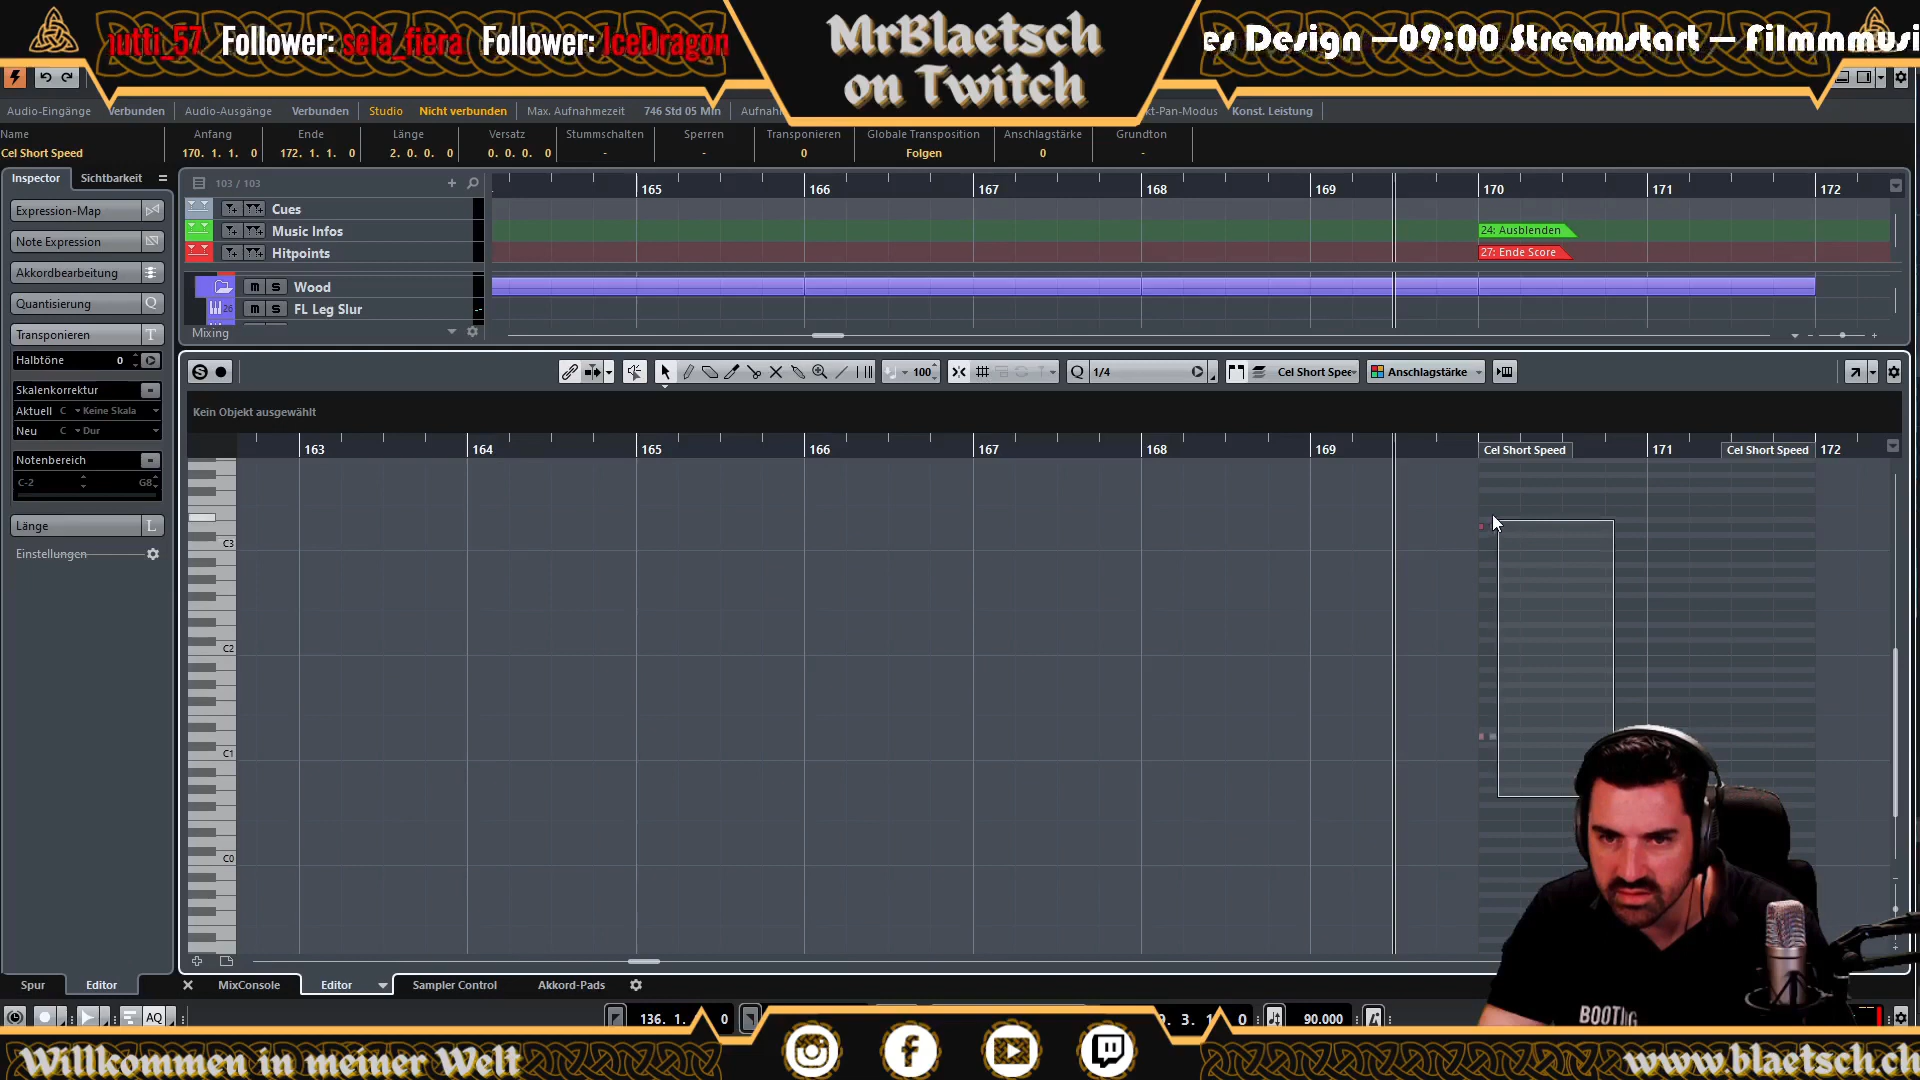 jutti_57 Follower: sela_fiera Follower: IceDragon
MrBlaetsch
on Twitch
es Design —09:00 Streamstart — Filmmusi
Audio-Eingänge Verbunden Audio-Ausgänge Verbunden Studio Nicht verbunden Max. Aufnahmezeit 746 Std 05 Min Konst. Leistung
Name Anfang Ende Länge Versatz Stummschalten Sperren Transponieren Globale Transposition Anschlagstärke Grundton
Cel Short Speed 170. 1. 1. 0 172. 1. 1. 0 2. 0. 0. 0 0. 0. 0. 0 - - 0 Folgen 0 -
Inspector Sichtbarkeit
103 / 103
165 166 167 168 169 170 171 172
Expression-Map
Cues
Music Infos
24: Ausblenden
Note Expression
Hitpoints
27: Ende Score
Akkordbearbeitung
Wood
m S
Quantisierung Q
26 m S FL Leg Slur
Transponieren T
Mixing
Halbtöne 0
100 Q 1/4 Cel Short Spee Anschlagstärke
Skalenkorrektur
Aktuell C Keine Skala
Kein Objekt ausgewählt
Neu C Dur
163 164 165 166 167 168 169 Cel Short Speed 171 Cel Short Speed 172
Notenbereich
C-2 G8
Länge L
C3
Einstellungen
C2
C1
C0
Spur Editor MixConsole Editor Sampler Control Akkord-Pads
AQ 136. 1. 0 90.000
BOOTING
Willkommen in meiner Welt
www.blaetsch.ch